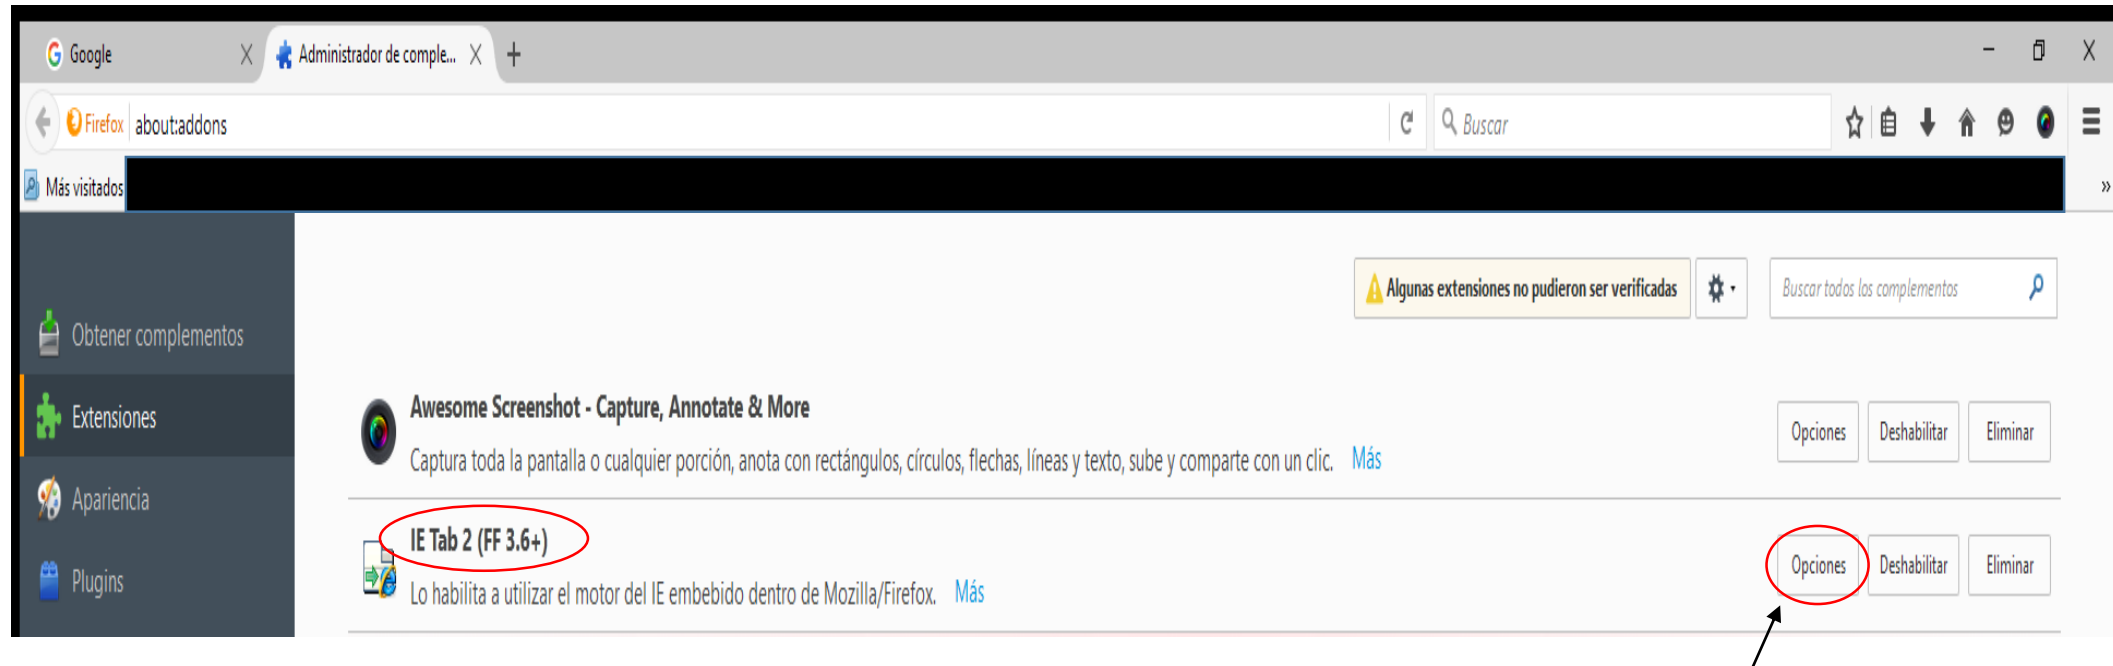 Google
Administrador de comple...
Firefox about:addons
Buscar
Más visitados
Algunas extensiones no pudieron ser verificadas
Buscar todos los complementos
Obtener complementos
Extensiones
Apariencia
Plugins
Awesome Screenshot - Capture, Annotate & More
Captura toda la pantalla o cualquier porción, anota con rectángulos, círculos, flechas, líneas y texto, sube y comparte con un clic. Más
Opciones Deshabilitar Eliminar
IE Tab 2 (FF 3.6+)
Lo habilita a utilizar el motor del IE embebido dentro de Mozilla/Firefox. Más
Opciones Deshabilitar Eliminar